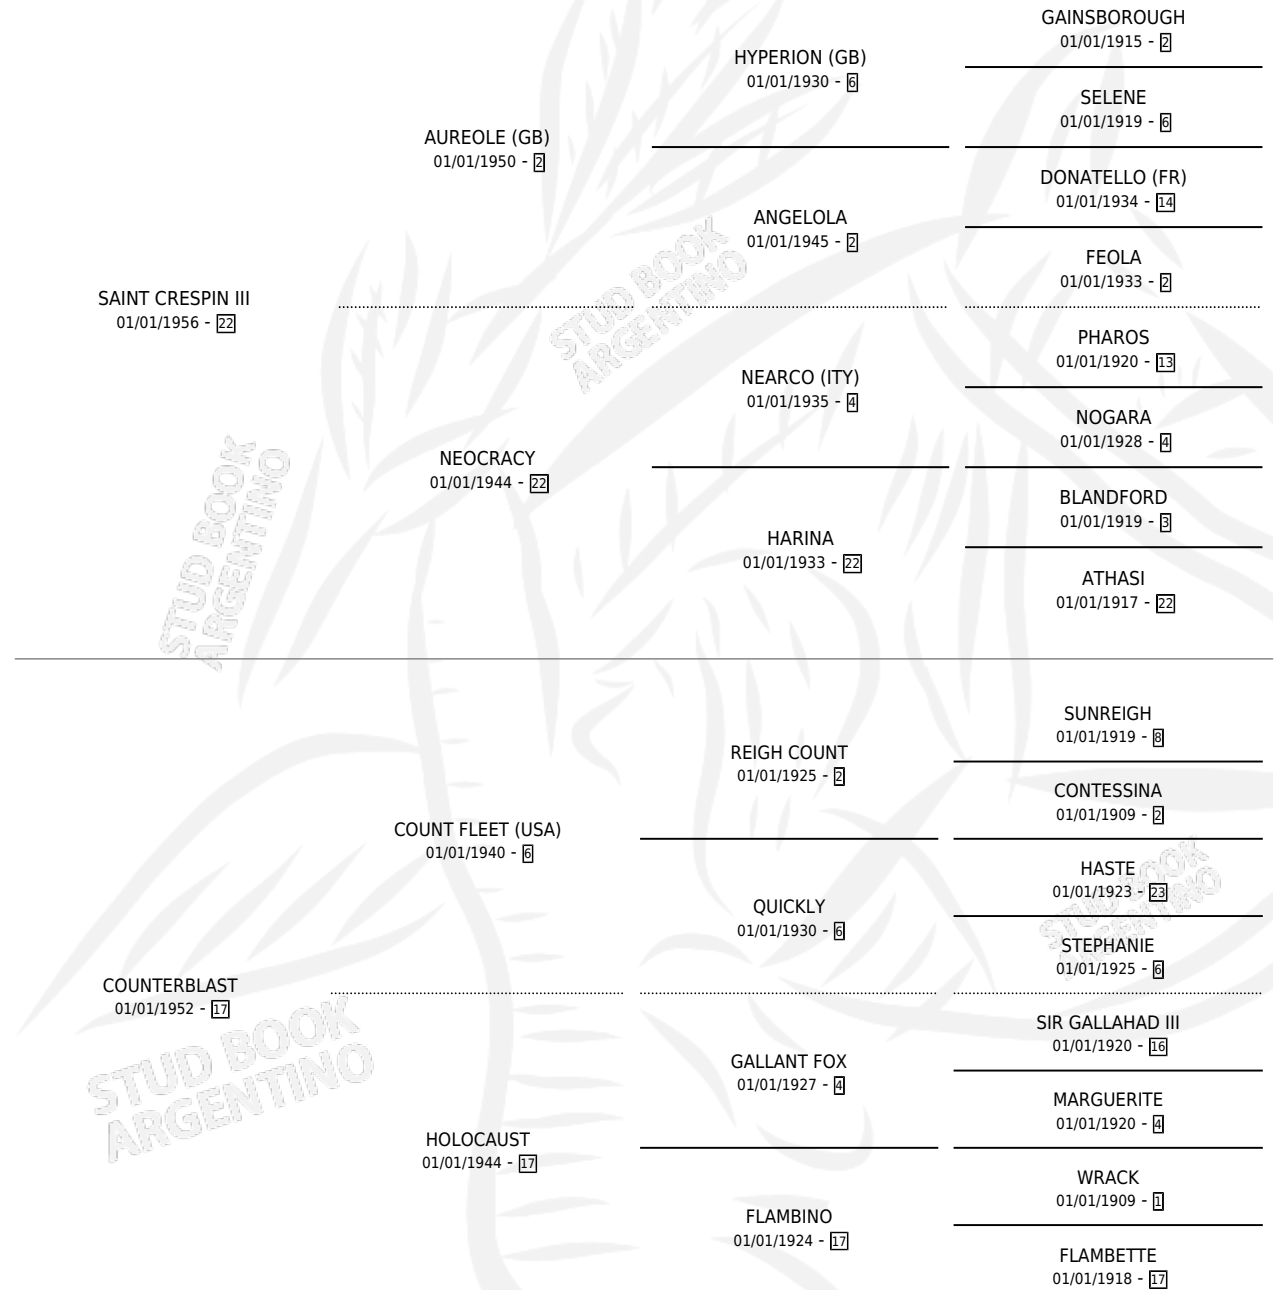 GAINSBOROUGH
01/01/1915 - 2
HYPERION (GB)
01/01/1930 - 6
SELENE
01/01/1919 - 6
AUREOLE (GB)
01/01/1950 - 2
DONATELLO (FR)
01/01/1934 - 14
ANGELOLA
01/01/1945 - 2
FEOLA
01/01/1933 - 2
STUD BOOK
ARGENTINO
SAINT CRESPIN III
01/01/1956 - 22
PHAROS
01/01/1920 - 13
NEARCO (ITY)
01/01/1935 - 4
NOGARA
01/01/1928 - 4
NEOCRACY
01/01/1944 - 22
BLANDFORD
01/01/1919 - 3
HARINA
01/01/1933 - 22
ATHASI
01/01/1917 - 22
STUD BOOK
ARGENTINO
SUNREIGH
01/01/1919 - 8
REIGH COUNT
01/01/1925 - 2
CONTESSINA
01/01/1909 - 2
COUNT FLEET (USA)
01/01/1940 - 6
HASTE
01/01/1923 - 23
QUICKLY
01/01/1930 - 6
STEPHANIE
01/01/1925 - 6
STUD BOOK
ARGENTINO
COUNTERBLAST
01/01/1952 - 17
SIR GALLAHAD III
01/01/1920 - 16
GALLANT FOX
01/01/1927 - 4
MARGUERITE
01/01/1920 - 4
STUD BOOK
ARGENTINO
HOLOCAUST
01/01/1944 - 17
WRACK
01/01/1909 - 1
FLAMBINO
01/01/1924 - 17
FLAMBETTE
01/01/1918 - 17